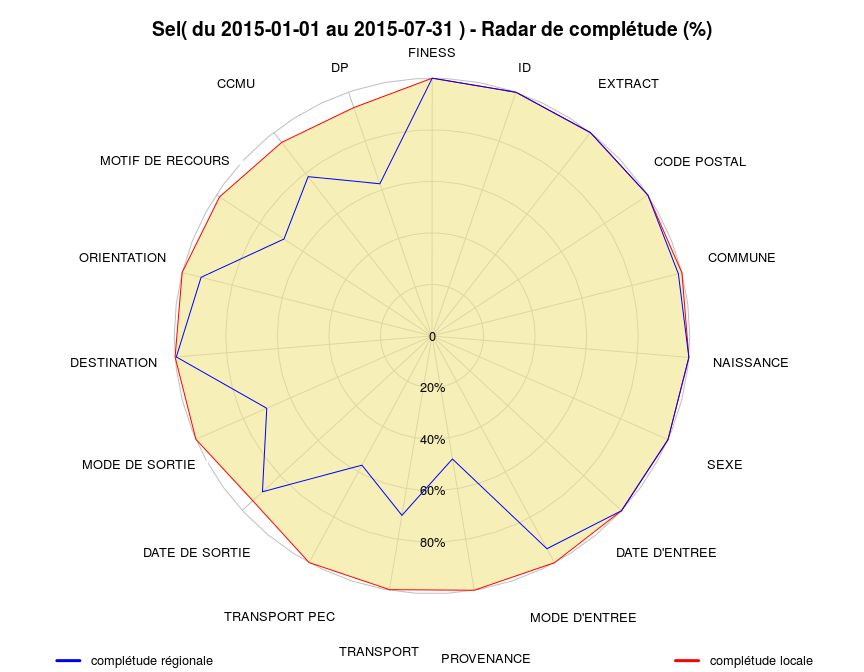 Sel( du 2015-01-01 au 2015-07-31 ) - Radar de complétude (%)
FINESS
DP
ID
CCMU
EXTRACT
MOTIF DE RECOURS
CODE POSTAL
ORIENTATION
COMMUNE
0
DESTINATION
NAISSANCE
20%
40%
MODE DE SORTIE
SEXE
60%
80%
DATE DE SORTIE
DATE D'ENTREE
TRANSPORT PEC
MODE D'ENTREE
TRANSPORT
PROVENANCE
complétude régionale
complétude locale